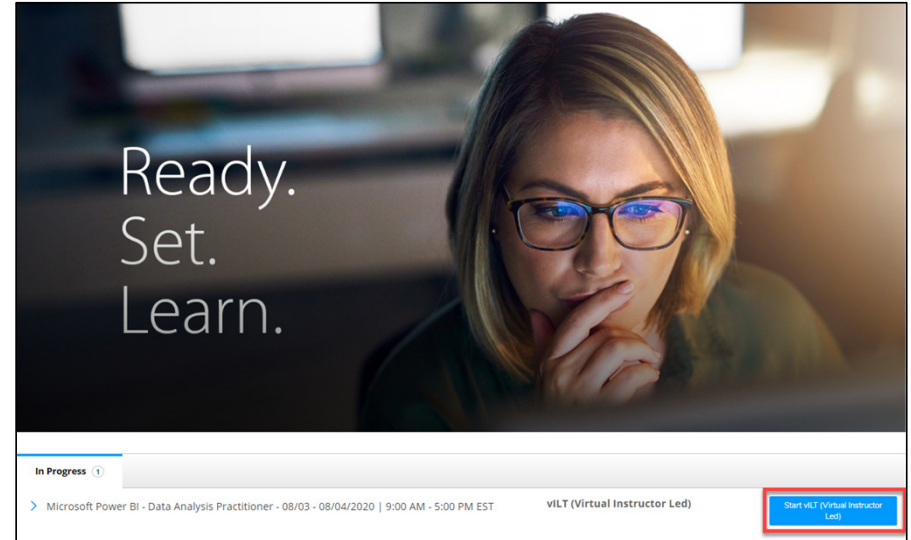 Ready.
Set.
Learn.
In Progress 1
Microsoft Power BI - Data Analysis Practitioner - 08/03 - 08/04/2020 | 9:00 AM - 5:00 PM EST
vILT (Virtual Instructor Led)
Start vILT (Virtual Instructor
Led)